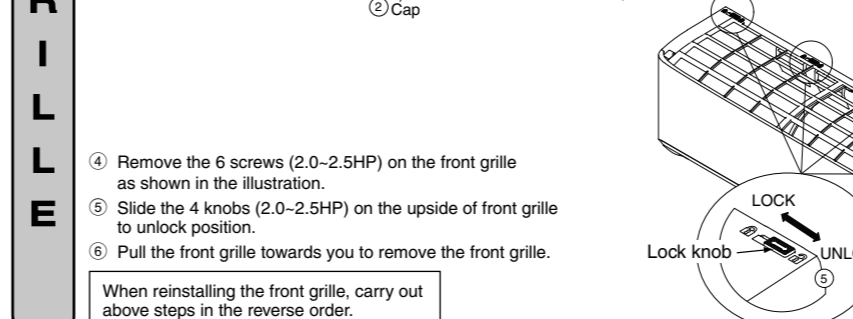 R
I
L
L
E
② Cap
④ Remove the 6 screws (2.0~2.5HP) on the front grille
as shown in the illustration.
⑤ Slide the 4 knobs (2.0~2.5HP) on the upside of front grille
to unlock position.
⑥ Pull the front grille towards you to remove the front grille.
When reinstalling the front grille, carry out
above steps in the reverse order.
LOCK
Lock knob
UNL
⑤